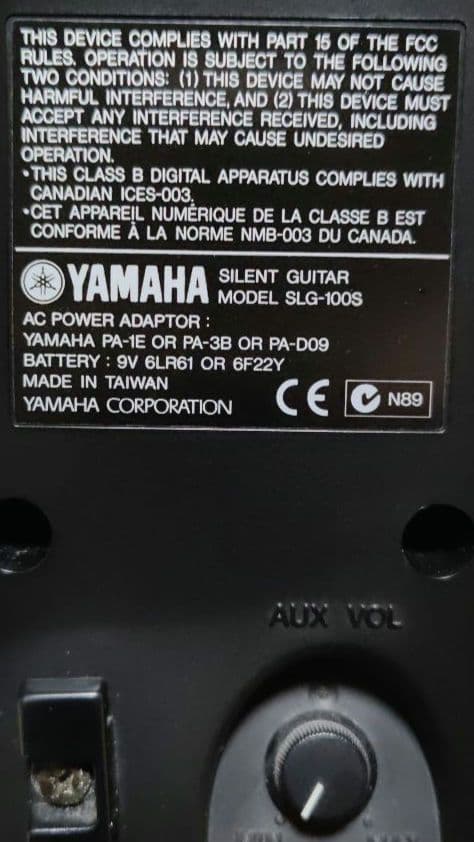 THIS DEVICE COMPLIES WITH PART 15 OF THE FCC
RULES. OPERATION IS SUBJECT TO THE FOLLOWING
TWO CONDITIONS: (1) THIS DEVICE MAY NOT CAUSE
HARMFUL INTERFERENCE, AND (2) THIS DEVICE MUST
ACCEPT ANY INTERFERENCE RECEIVED, INCLUDING
INTERFERENCE THAT MAY CAUSE UNDESIRED
OPERATION.
•THIS CLASS B DIGITAL APPARATUS COMPLIES WITH
CANADIAN ICES-003.
•CET APPAREIL NUMÉRIQUE DE LA CLASSE B EST
CONFORME À LA NORME NMB-003 DU CANADA.
YAMAHA SILENT GUITAR
MODEL SLG-100S
AC POWER ADAPTOR :
YAMAHA PA-1E OR PA-3B OR PA-D09
BATTERY : 9V 6LR61 OR 6F22Y
MADE IN TAIWAN
YAMAHA CORPORATION CE N89
AUX VOL